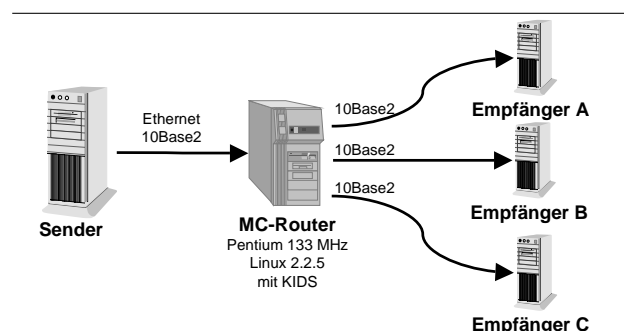 Ethernet
10Base2
Sender
MC-Router
Pentium 133 MHz
Linux 2.2.5
mit KIDS
10Base2
Empfänger A
10Base2
Empfänger B
10Base2
Empfänger C